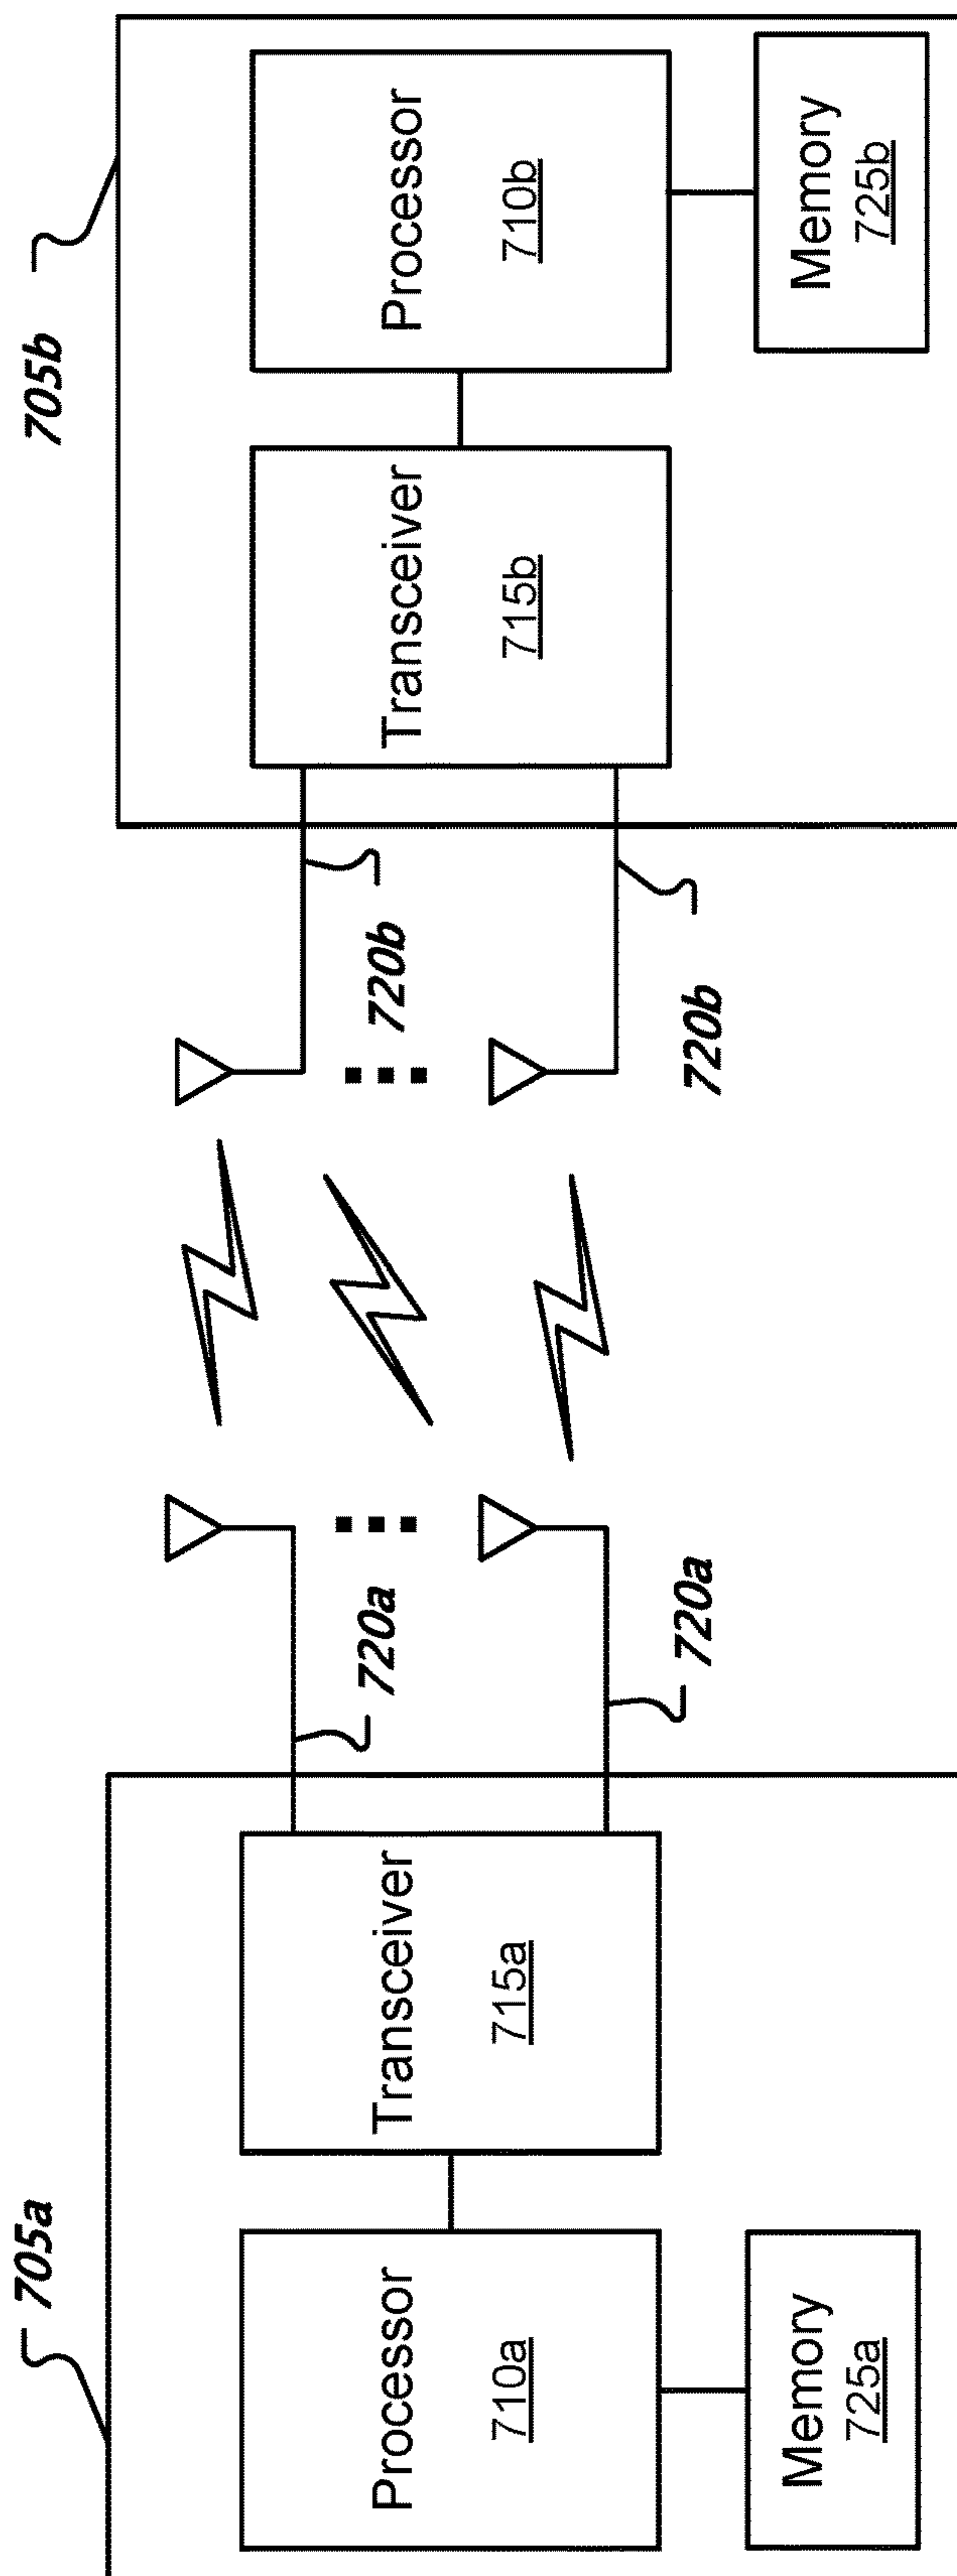 705a
Processor
710a
Memory
725a
Transceiver
715a
720a
720a
720b
720b
705b
Transceiver
715b
Processor
710b
Memory
725b